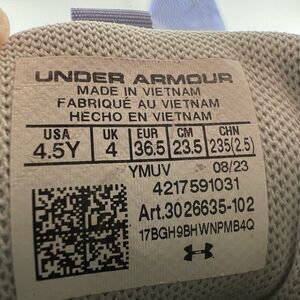 UNDER ARMOUR
MADE IN VIETNAM
FABRIQUÉ AU VIETNAM
HECHO EN VIETNAM
USA UK EUR CM CHN
4.5Y 4 36.5 23.5 235(2.5)
YMUV 08/23
4217591031
Art.3026635-102
17BGH9BHWNPMB4Q